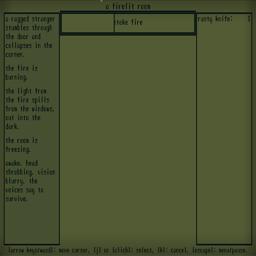 a firelit room
a ragged stranger
stumbles through
the door and
collapses in the
corner.
the fire is
burning.
the light from
the fire spills
from the windows,
out into the
dark.
the room is
freezing.
awake. head
throbbing. vision
blurry. the
voices say to
survive.
stoke fire
rusty knife: 1
[arrow keys/wasd]: move cursor, [j] or [click]: select, [k]: cancel, [escape]: menu/pause.